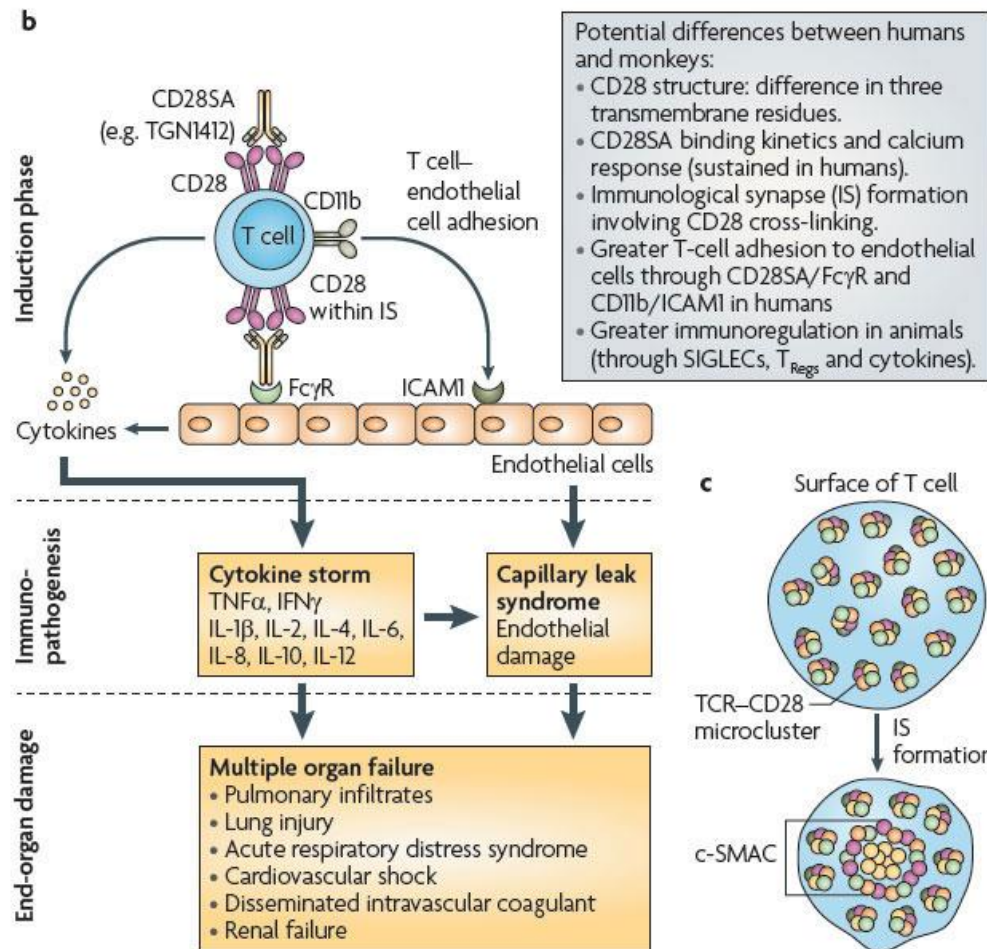 b
Potential differences between humans
and monkeys:
• CD28 structure: difference in three
transmembrane residues.
• CD28SA binding kinetics and calcium
response (sustained in humans).
• Immunological synapse (IS) formation
involving CD28 cross-linking.
• Greater T-cell adhesion to endothelial
cells through CD28SA/FcγR and
CD11b/ICAM1 in humans
• Greater immunoregulation in animals
(through SIGLECs, TRegs and cytokines).
Induction phase
CD28SA
(e.g. TGN1412)
CD28
CD11b
T cell–
endothelial
cell adhesion
T cell
CD28
within IS
FcγR
ICAM1
Cytokines
Endothelial cells
Immuno-
pathogenesis
Cytokine storm
TNFα, IFNγ
IL-1β, IL-2, IL-4, IL-6,
IL-8, IL-10, IL-12
Capillary leak
syndrome
Endothelial
damage
End-organ damage
Multiple organ failure
• Pulmonary infiltrates
• Lung injury
• Acute respiratory distress syndrome
• Cardiovascular shock
• Disseminated intravascular coagulant
• Renal failure
c
Surface of T cell
TCR–CD28
microcluster
IS
formation
c-SMAC